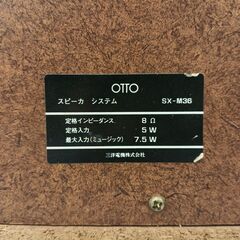 OTTO
スピーカ システム SX-M36
定格インピーダンス 8Ω
定格入力 5W
最大入力(ミュージック) 7.5W
三洋電機株式会社